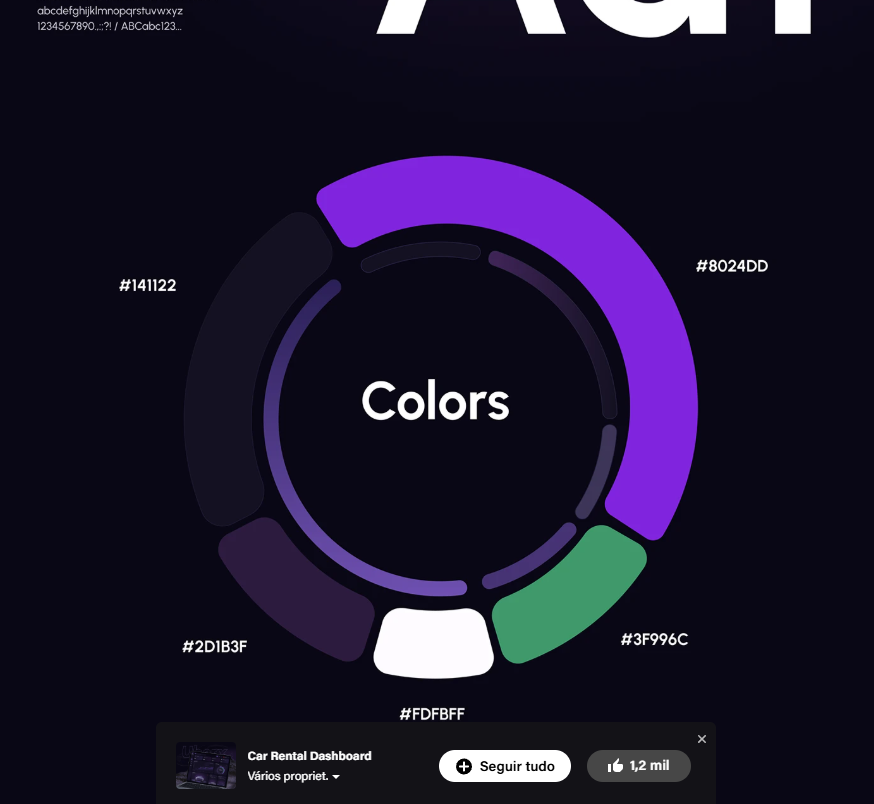 abcdefghijklmnopqrstuvwxyz
1234567890.,:;?! / ABCabc123...
#8024DD
#141122
Colors
#3F996C
#2D1B3F
#FDFBFF
Car Rental Dashboard
Vários propriet.
Seguir tudo
1,2 mil